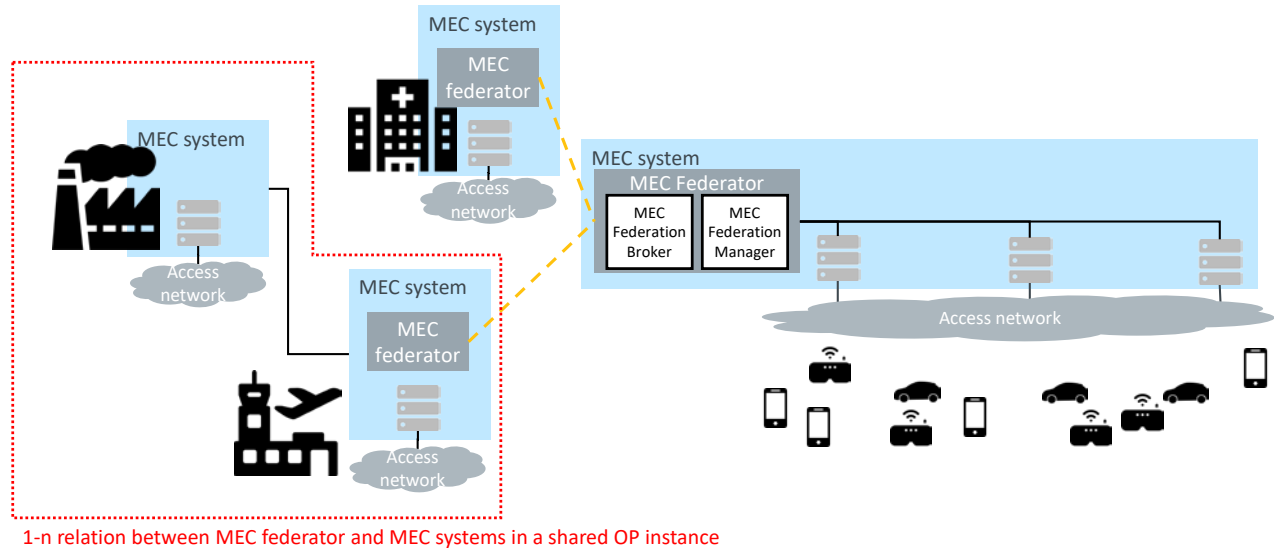 MEC system
MEC
federator
Access
network
MEC system
Access
network
MEC system
MEC
federator
Access
network
MEC system
MEC Federator
MEC
Federation
Broker
MEC
Federation
Manager
Access network
1-n relation between MEC federator and MEC systems in a shared OP instance